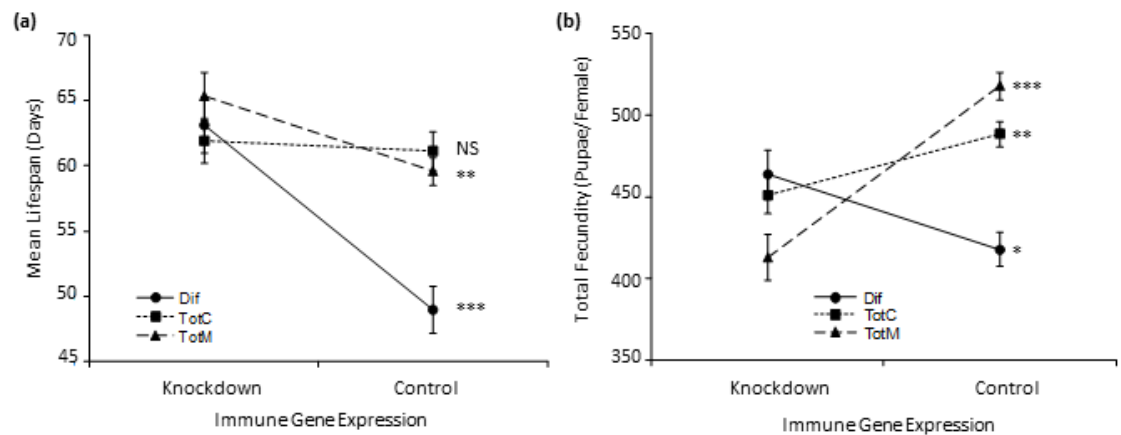 (a)
70
65
60
55
50
45
Mean Lifespan (Days)
NS
**
***
Dif
TotC
TotM
Knockdown Control
Immune Gene Expression
(b)
550
500
450
400
350
Total Fecundity (Pupae/Female)
***
**
*
Dif
TotC
TotM
Knockdown Control
Immune Gene Expression